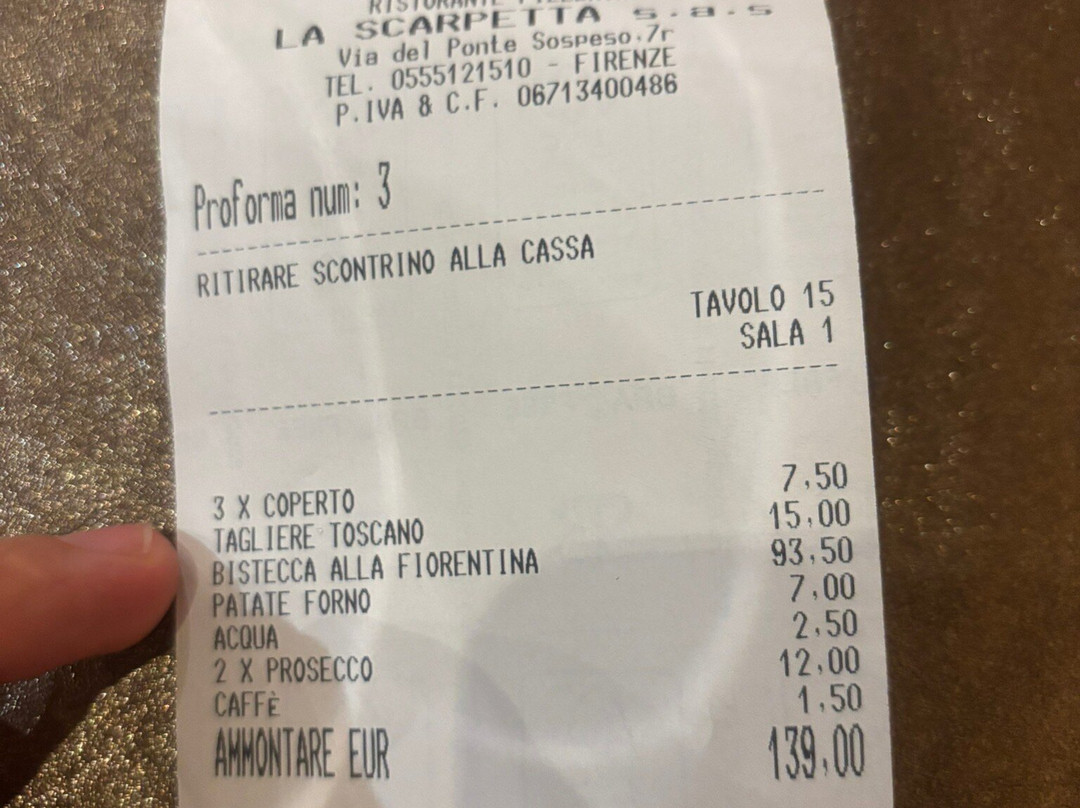 LA SCARPETTA s.a.s
Via del Ponte Sospeso,7r
TEL. 0555121510 - FIRENZE
P.IVA & C.F. 06713400486
Proforma num: 3
RITIRARE SCONTRINO ALLA CASSA
TAVOLO 15
SALA 1
3 X COPERTO 7,50
TAGLIERE TOSCANO 15,00
BISTECCA ALLA FIORENTINA 93,50
PATATE FORNO 7,00
ACQUA 2,50
2 X PROSECCO 12,00
CAFFÈ 1,50
AMMONTARE EUR 139,00